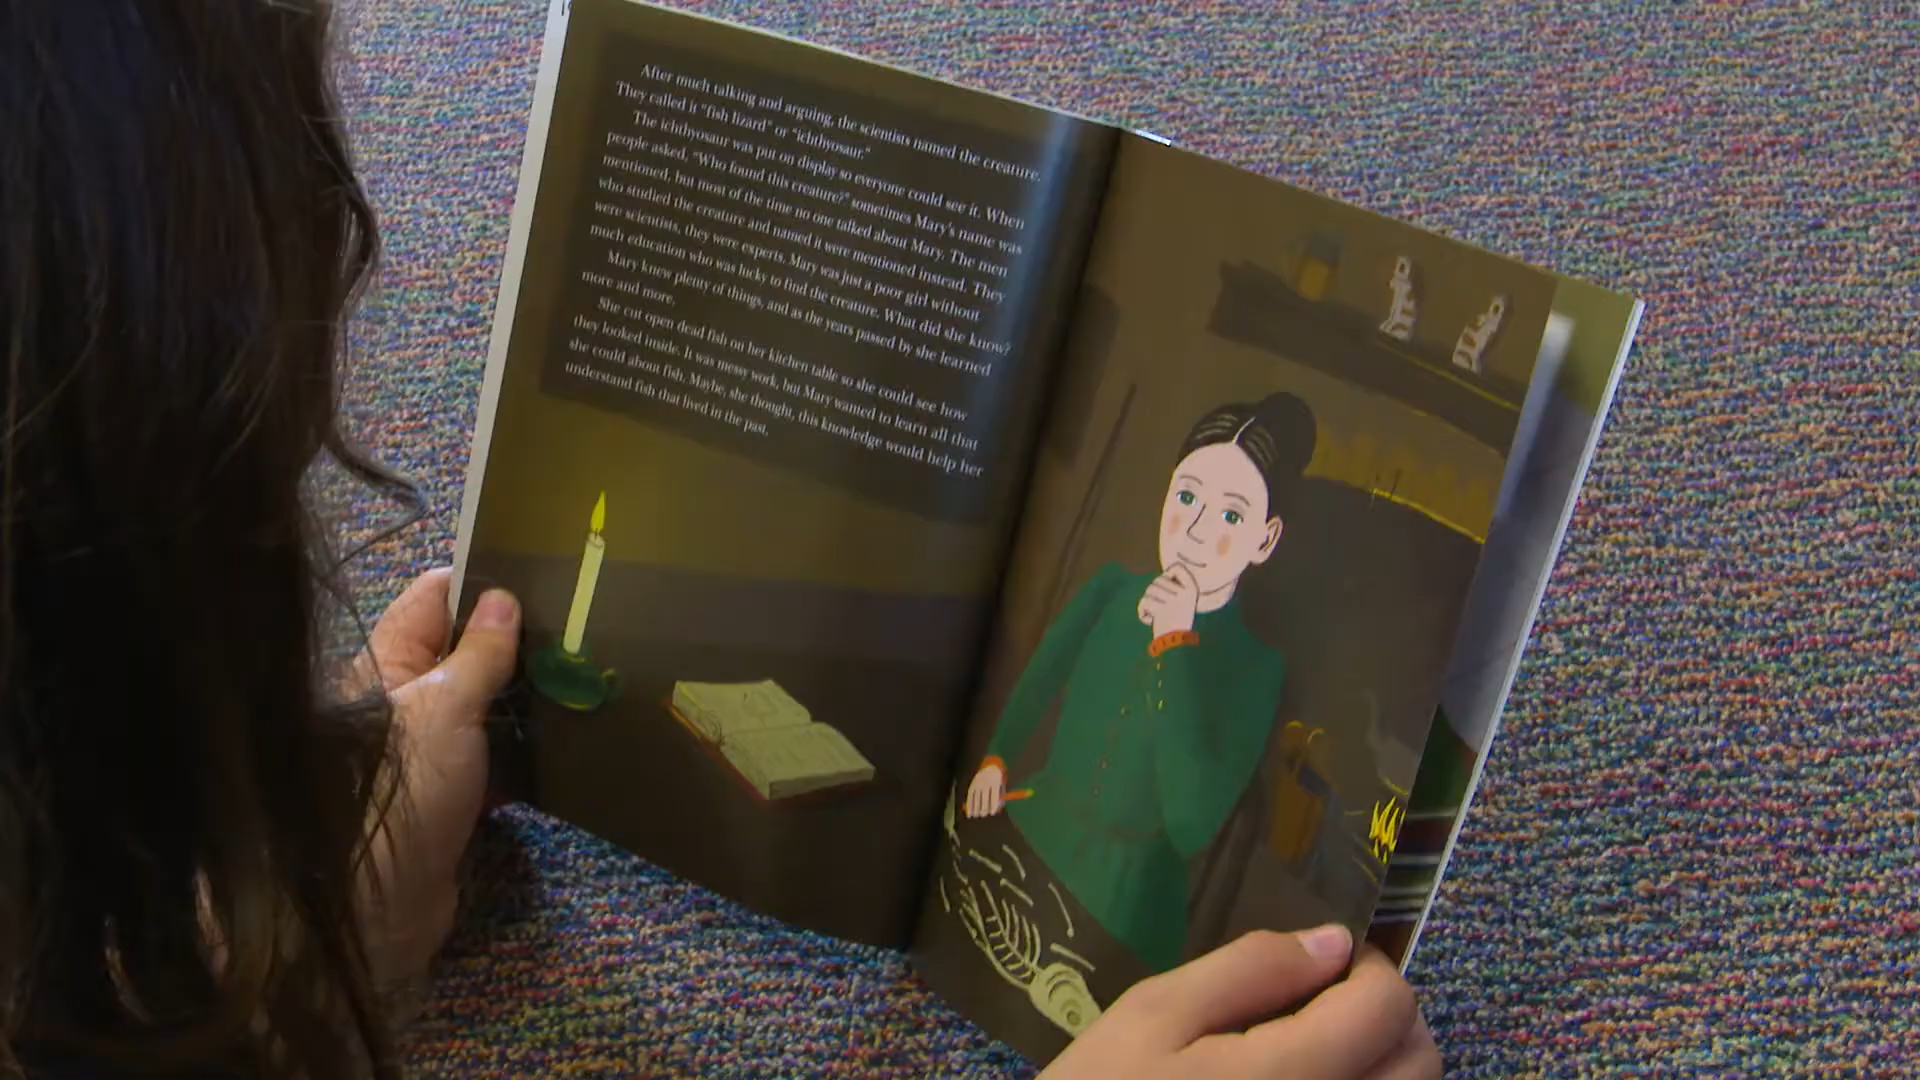 After much talking and arguing, the scientists named the creature.
They called it "fish lizard" or "ichthyosaur."
The ichthyosaur was put on display so everyone could see it. When
people asked, "Who found this creature?" sometimes Mary's name was
mentioned, but most of the time no one talked about Mary. The men
who studied the creature and named it were mentioned instead. They
were scientists, they were experts. Mary was just a poor girl without
much education who was lucky to find the creature. What did she know?
Mary knew plenty of things, and as the years passed by she learned
more and more.
She cut open dead fish on her kitchen table so she could see how
they looked inside. It was messy work, but Mary wanted to learn all that
she could about fish. Maybe, she thought, this knowledge would help her
understand fish that lived in the past.